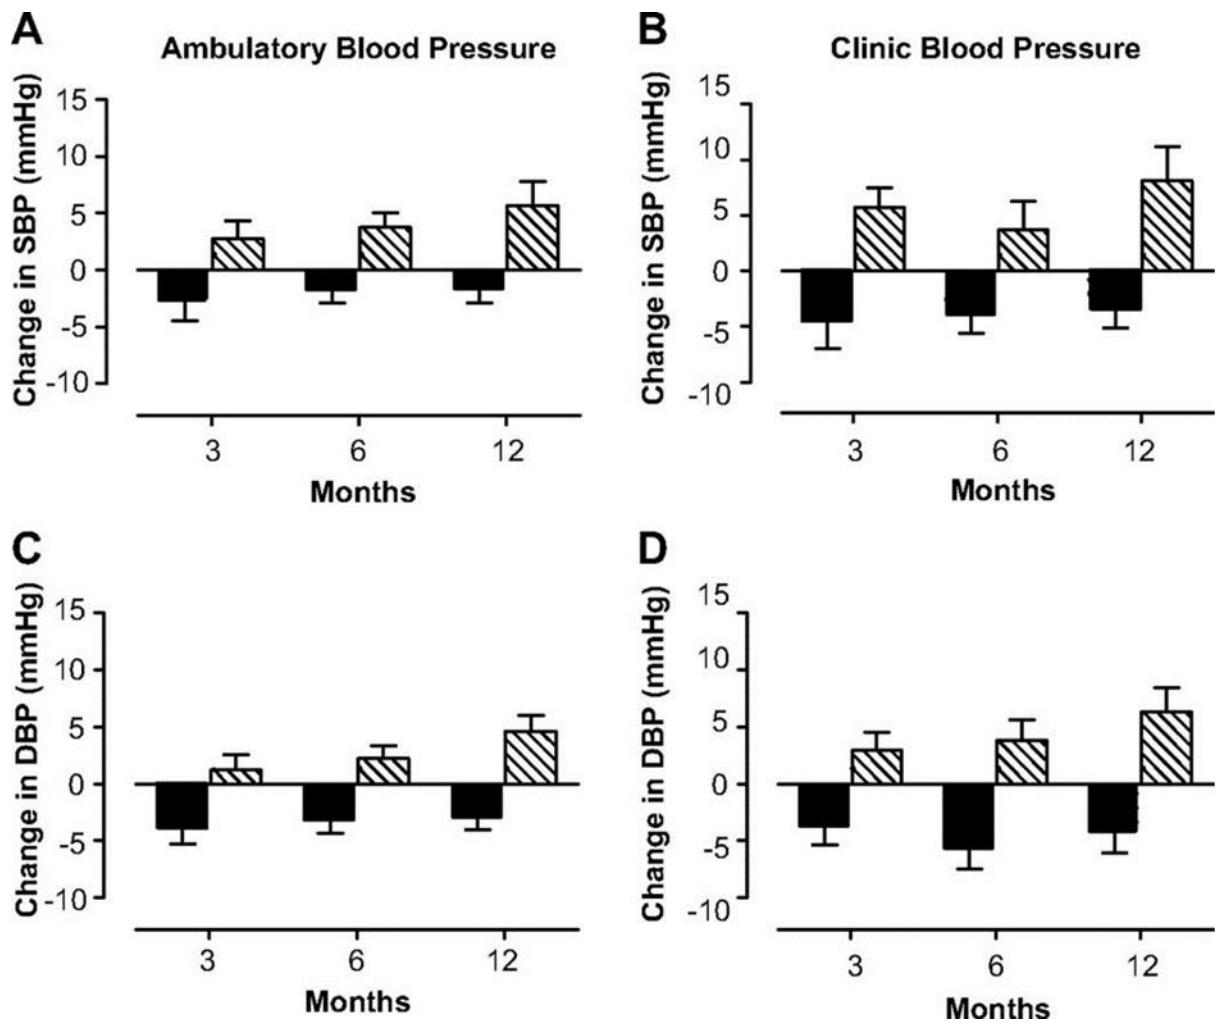 A
Ambulatory Blood Pressure
Change in SBP (mmHg)
15
10
5
0
-5
-10
3 6 12
Months
B
Clinic Blood Pressure
Change in SBP (mmHg)
15
10
5
0
-5
-10
3 6 12
Months
C
Change in DBP (mmHg)
15
10
5
0
-5
-10
3 6 12
Months
D
Change in DBP (mmHg)
15
10
5
0
-5
-10
3 6 12
Months